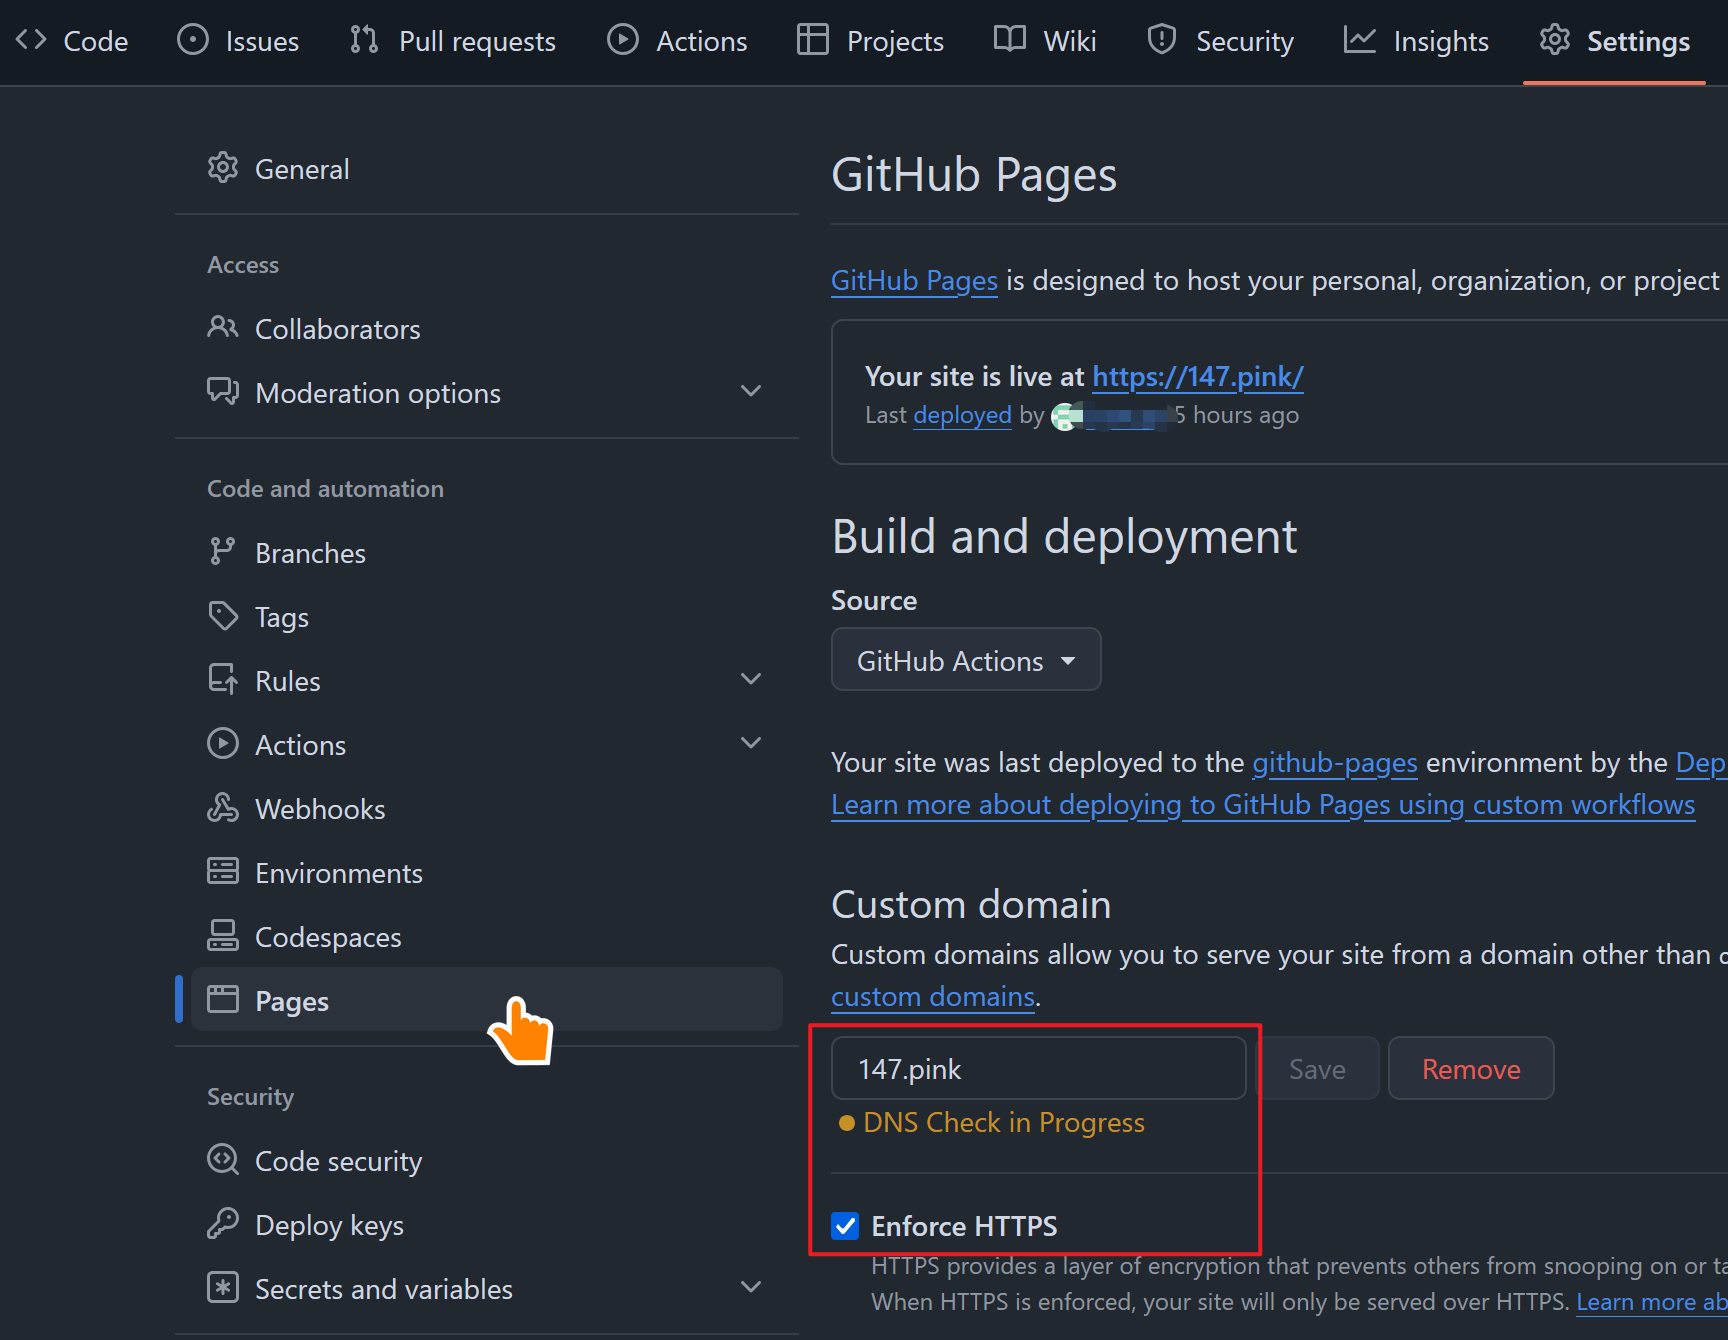 Code Issues Pull requests Actions Projects Wiki Security Insights Settings
General
Access
Collaborators
Moderation options
Code and automation
Branches
Tags
Rules
Actions
Webhooks
Environments
Codespaces
Pages
Security
Code security
Deploy keys
Secrets and variables
GitHub Pages
GitHub Pages is designed to host your personal, organization, or project
Your site is live at https://147.pink/
Last deployed by 5 hours ago
Build and deployment
Source
GitHub Actions
Your site was last deployed to the github-pages environment by the Dep
Learn more about deploying to GitHub Pages using custom workflows
Custom domain
Custom domains allow you to serve your site from a domain other than
custom domains.
147.pink Save Remove
DNS Check in Progress
Enforce HTTPS
HTTPS provides a layer of encryption that prevents others from snooping on or ta
When HTTPS is enforced, your site will only be served over HTTPS. Learn more ab